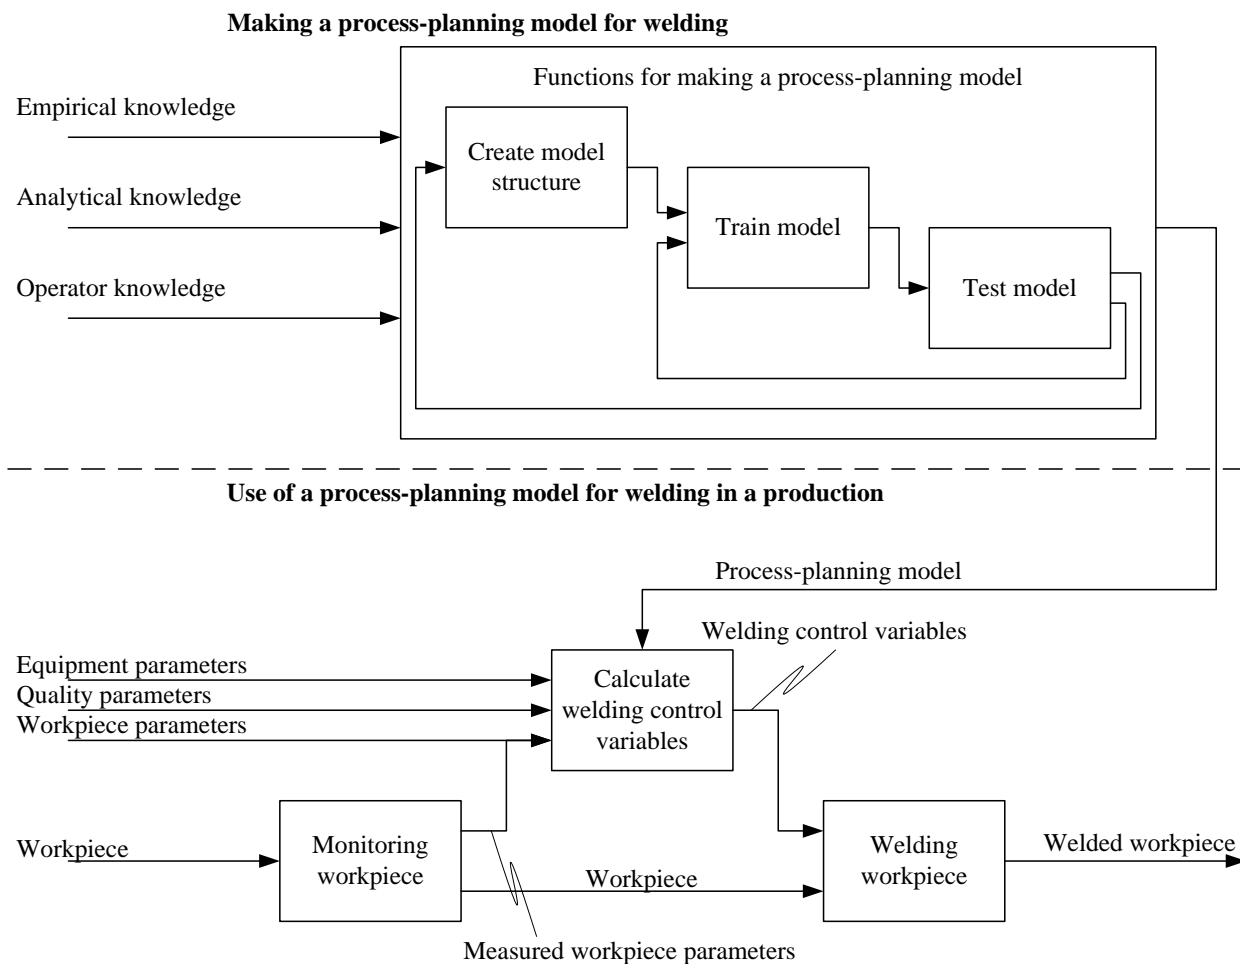 Making a process-planning model for welding
Functions for making a process-planning model
Empirical knowledge
Create model
structure
Analytical knowledge
Train model
Operator knowledge
Test model
Use of a process-planning model for welding in a production
Process-planning model
Welding control variables
Equipment parameters
Quality parameters
Workpiece parameters
Calculate
welding control
variables
Workpiece
Monitoring
workpiece
Workpiece
Welding
workpiece
Welded workpiece
Measured workpiece parameters